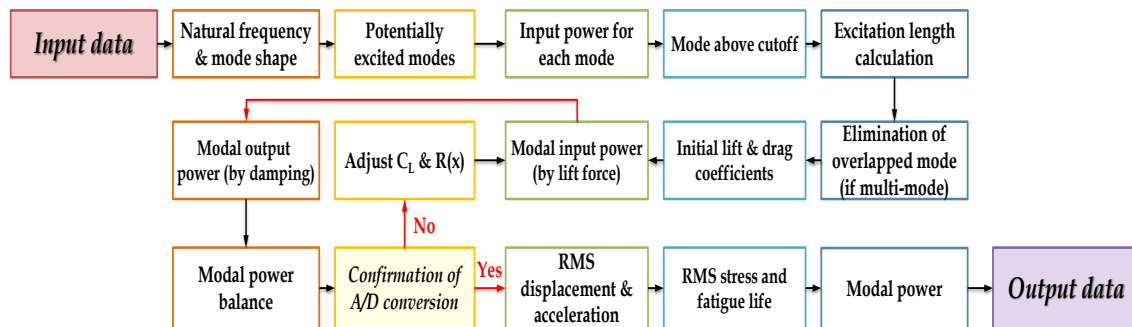 Input data
Natural frequency
& mode shape
Potentially
excited modes
Input power for
each mode
Mode above cutoff
Excitation length
calculation
Modal output
power (by damping)
Adjust C_L & R(x)
Modal input power
(by lift force)
Initial lift & drag
coefficients
Elimination of
overlapped mode
(if multi-mode)
No
Modal power
balance
Confirmation of
A/D conversion
Yes
RMS
displacement &
acceleration
RMS stress and
fatigue life
Modal power
Output data